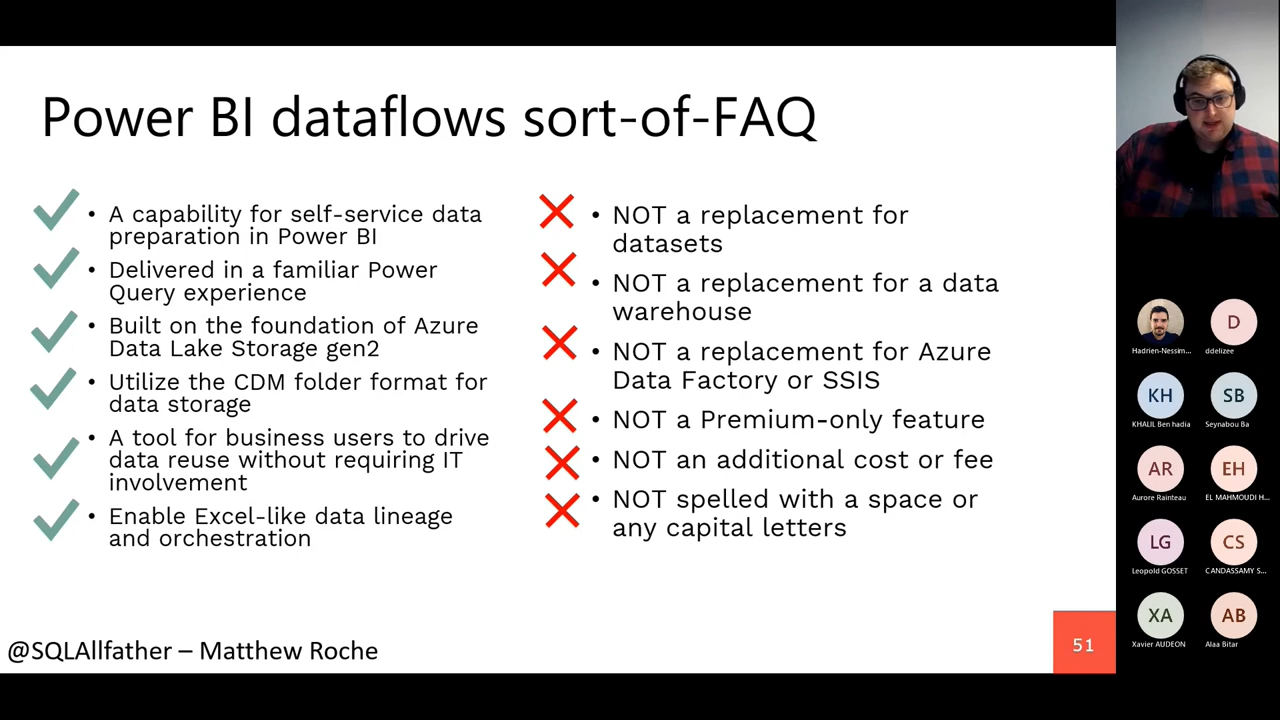 Power BI dataflows sort-of-FAQ
• A capability for self-service data
preparation in Power BI
• Delivered in a familiar Power
Query experience
• Built on the foundation of Azure
Data Lake Storage gen2
• Utilize the CDM folder format for
data storage
• A tool for business users to drive
data reuse without requiring IT
involvement
• Enable Excel-like data lineage
and orchestration
• NOT a replacement for
datasets
• NOT a replacement for a data
warehouse
• NOT a replacement for Azure
Data Factory or SSIS
• NOT a Premium-only feature
• NOT an additional cost or fee
• NOT spelled with a space or
any capital letters
@SQLAllfather – Matthew Roche
51
Hadrien-Nessim...
D
ddelizee
KH
KHALIL Ben hadia
SB
Seynabou Ba
AR
Aurore Rainteau
EH
EL MAHMOUDI H...
LG
Leopold GOSSET
CS
CANDASSAMY S...
XA
Xavier AUDEON
AB
Alaa Bitar